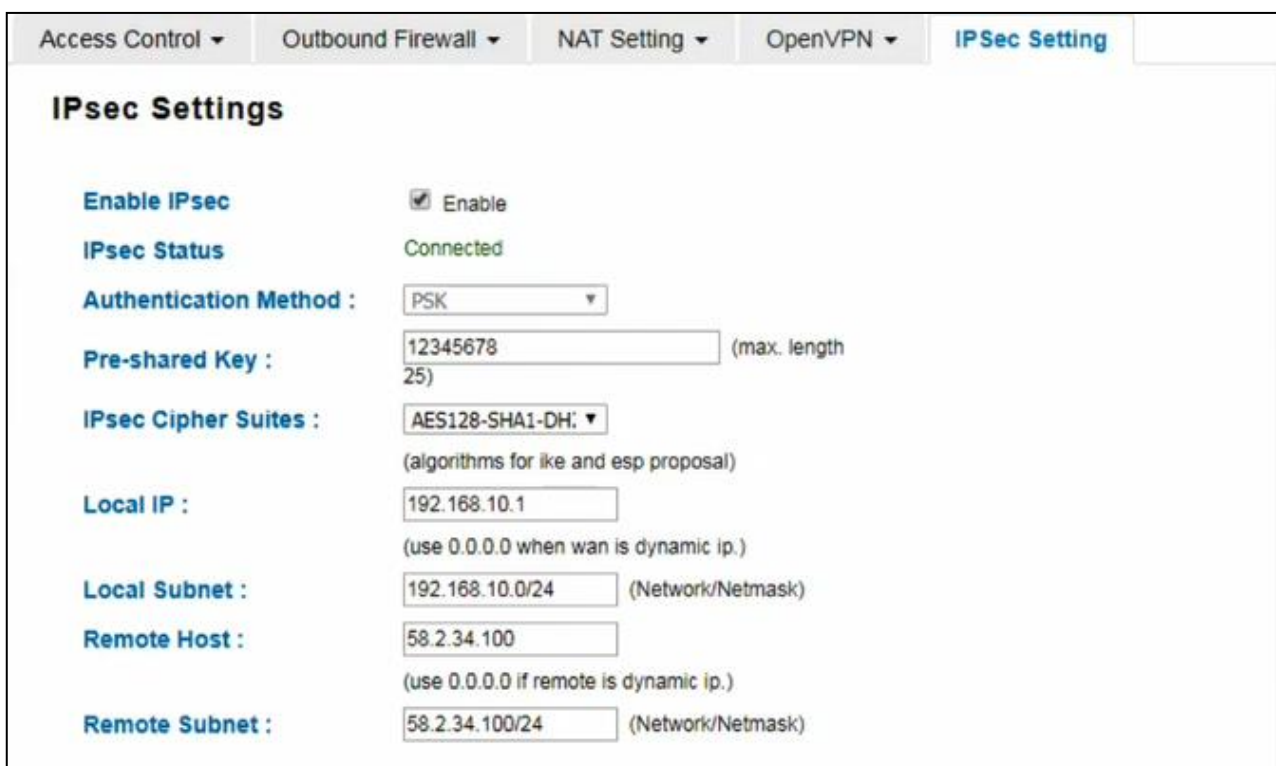 Access Control Outbound Firewall NAT Setting OpenVPN IPSec Setting
IPsec Settings
Enable IPsec Enable
IPsec Status Connected
Authentication Method : PSK
Pre-shared Key : 12345678 (max. length
25)
IPsec Cipher Suites : AES128-SHA1-DH
(algorithms for ike and esp proposal)
Local IP : 192.168.10.1
(use 0.0.0.0 when wan is dynamic ip.)
Local Subnet : 192.168.10.0/24 (Network/Netmask)
Remote Host : 58.2.34.100
(use 0.0.0.0 if remote is dynamic ip.)
Remote Subnet : 58.2.34.100/24 (Network/Netmask)